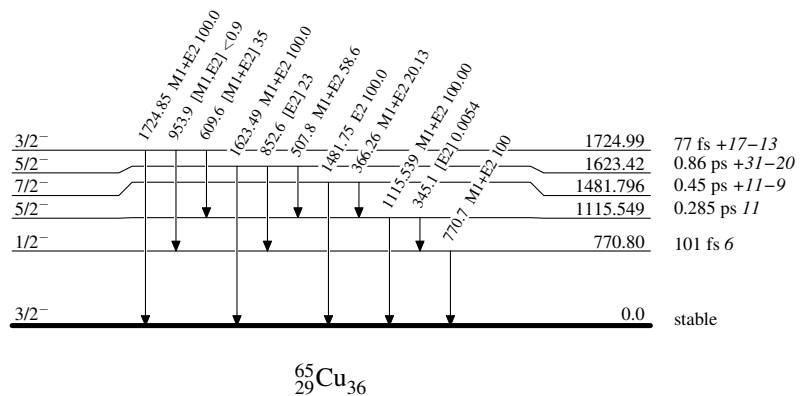 1724.85 M1+E2 100.0
953.9 [M1,E2] <0.9
609.6 [M1+E2] 35
1623.49 M1+E2 100.0
852.6 [E2] 23
507.8 M1+E2 58.6
1481.75 E2 100.0
366.26 M1+E2 20.13
1115.539 M1+E2 100.00
345.1 [E2] 0.0054
770.7 M1+E2 100
3/2− 1724.99 77 fs +17−13
5/2− 1623.42 0.86 ps +31−20
7/2− 1481.796 0.45 ps +11−9
5/2− 1115.549 0.285 ps 11
1/2− 770.80 101 fs 6
3/2− 0.0 stable
⁶⁵₂₉Cu₃₆